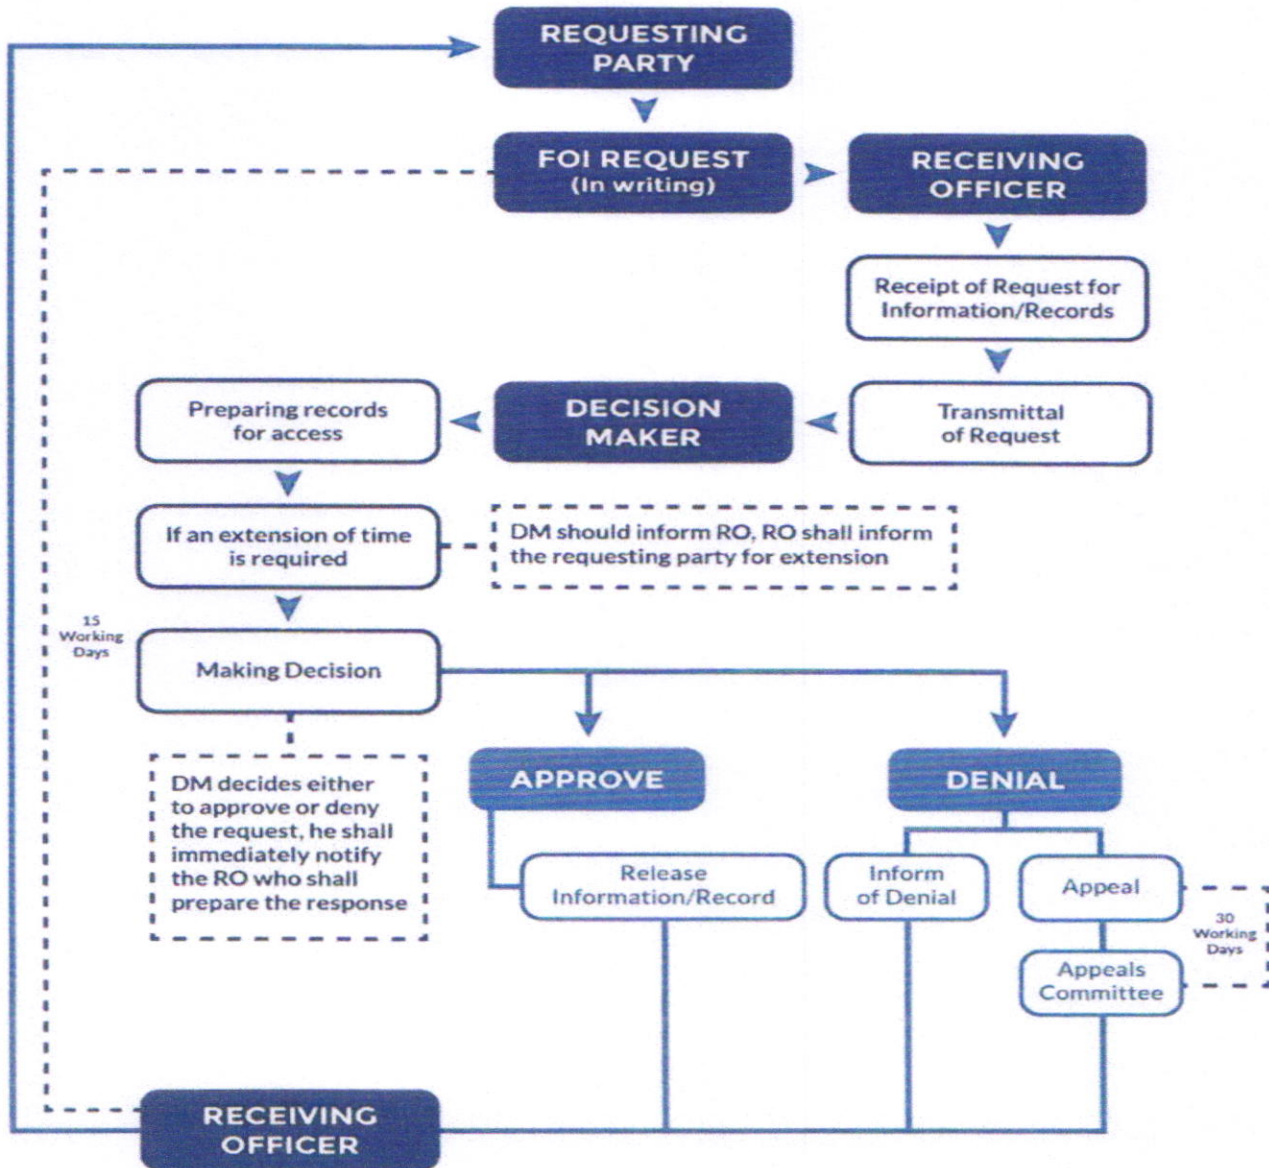 REQUESTING
PARTY
FOI REQUEST
(In writing)
RECEIVING
OFFICER
Receipt of Request for
Information/Records
Transmittal
of Request
DECISION
MAKER
Preparing records
for access
If an extension of time
is required
DM should inform RO, RO shall inform
the requesting party for extension
15
Working
Days
Making Decision
DM decides either
to approve or deny
the request, he shall
immediately notify
the RO who shall
prepare the response
APPROVE
DENIAL
Release
Information/Record
Inform
of Denial
Appeal
30
Working
Days
Appeals
Committee
RECEIVING
OFFICER